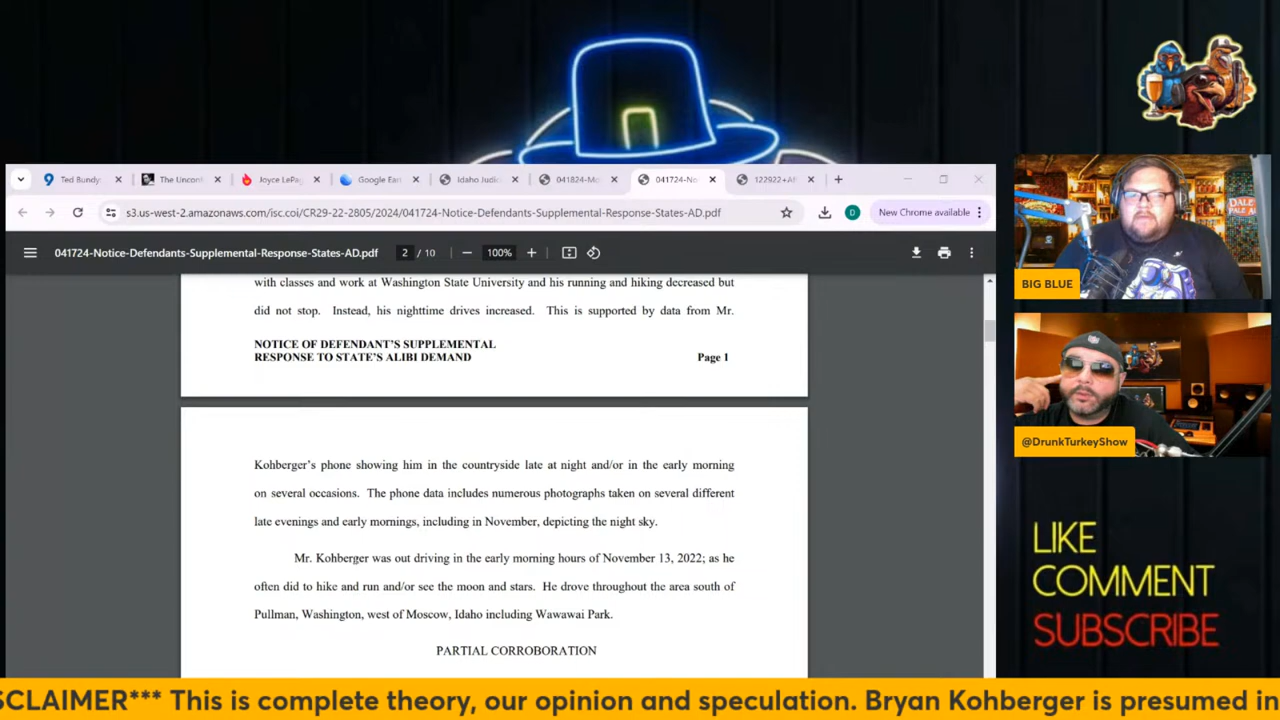 Ted Bundy
The Uncon
Joyce LePa
Google Ear
Idaho Judic
041824-Mo
041724-No
122922+Af
s3.us-west-2.amazonaws.com/isc.coi/CR29-22-2805/2024/041724-Notice-Defendants-Supplemental-Response-States-AD.pdf
D
New Chrome available
041724-Notice-Defendants-Supplemental-Response-States-AD.pdf
2 / 10
100%
with classes and work at Washington State University and his running and hiking decreased but
did not stop. Instead, his nighttime drives increased. This is supported by data from Mr.
NOTICE OF DEFENDANT'S SUPPLEMENTAL
RESPONSE TO STATE'S ALIBI DEMAND Page 1
Kohberger's phone showing him in the countryside late at night and/or in the early morning
on several occasions. The phone data includes numerous photographs taken on several different
late evenings and early mornings, including in November, depicting the night sky.
Mr. Kohberger was out driving in the early morning hours of November 13, 2022; as he
often did to hike and run and/or see the moon and stars. He drove throughout the area south of
Pullman, Washington, west of Moscow, Idaho including Wawawai Park.
PARTIAL CORROBORATION
DALE
PALE A
BIG BLUE
@DrunkTurkeyShow
LIKE
COMMENT
SUBSCRIBE
SCLAIMER*** This is complete theory, our opinion and speculation. Bryan Kohberger is presumed in